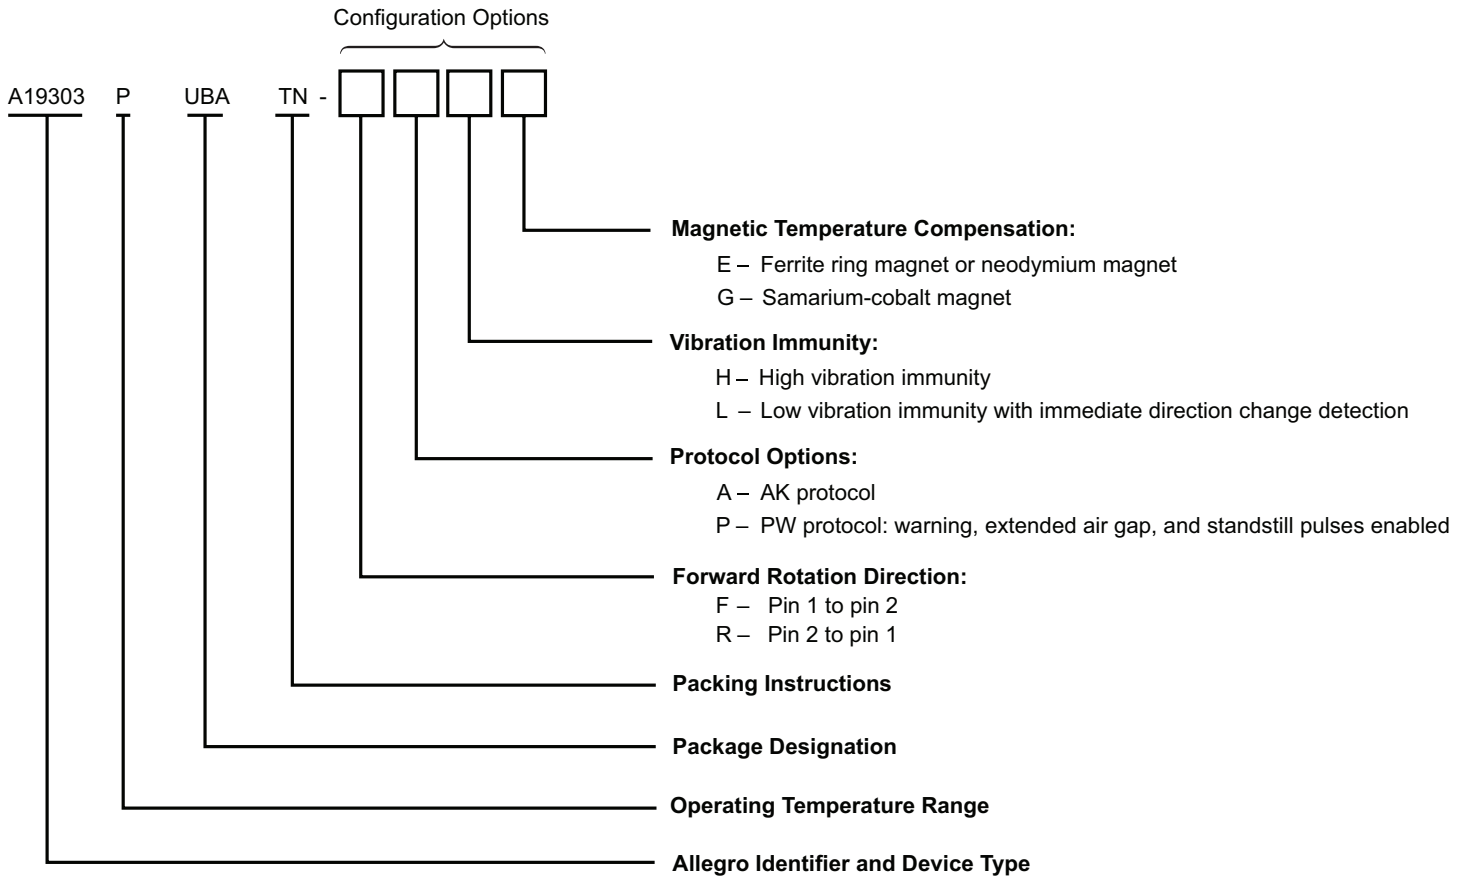 Configuration Options
A19303 P UBA TN -
Magnetic Temperature Compensation:
E – Ferrite ring magnet or neodymium magnet
G – Samarium-cobalt magnet
Vibration Immunity:
H – High vibration immunity
L – Low vibration immunity with immediate direction change detection
Protocol Options:
A – AK protocol
P – PW protocol: warning, extended air gap, and standstill pulses enabled
Forward Rotation Direction:
F – Pin 1 to pin 2
R – Pin 2 to pin 1
Packing Instructions
Package Designation
Operating Temperature Range
Allegro Identifier and Device Type